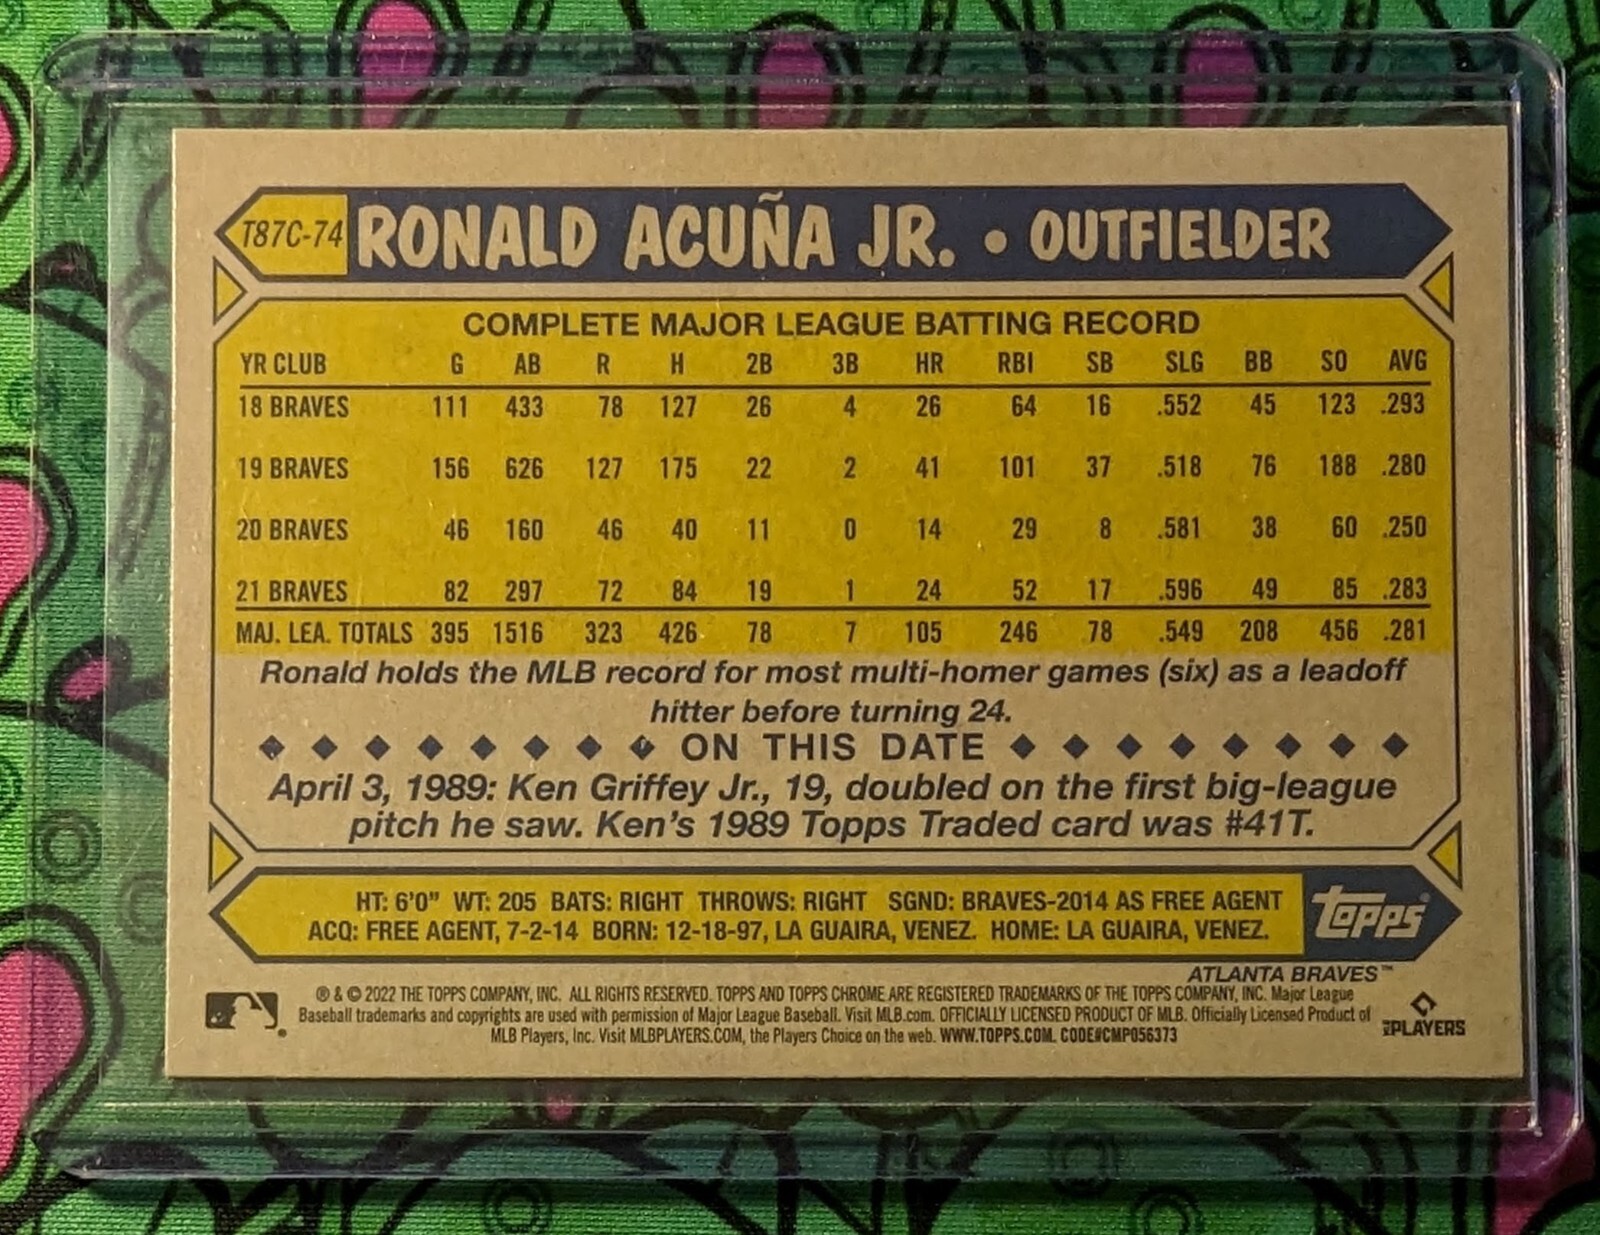 T87C-74 RONALD ACUÑA JR. • OUTFIELDER
COMPLETE MAJOR LEAGUE BATTING RECORD
YR CLUB G AB R H 2B 3B HR RBI SB SLG BB SO AVG
18 BRAVES 111 433 78 127 26 4 26 64 16 .552 45 123 .293
19 BRAVES 156 626 127 175 22 2 41 101 37 .518 76 188 .280
20 BRAVES 46 160 46 40 11 0 14 29 8 .581 38 60 .250
21 BRAVES 82 297 72 84 19 1 24 52 17 .596 49 85 .283
MAJ. LEA. TOTALS 395 1516 323 426 78 7 105 246 78 .549 208 456 .281
Ronald holds the MLB record for most multi-homer games (six) as a leadoff
hitter before turning 24.
◆ ◆ ◆ ◆ ◆ ◆ ◆ ◆ ON THIS DATE ◆ ◆ ◆ ◆ ◆ ◆ ◆ ◆
April 3, 1989: Ken Griffey Jr., 19, doubled on the first big-league
pitch he saw. Ken's 1989 Topps Traded card was #41T.
HT: 6'0" WT: 205 BATS: RIGHT THROWS: RIGHT SGND: BRAVES-2014 AS FREE AGENT
ACQ: FREE AGENT, 7-2-14 BORN: 12-18-97, LA GUAIRA, VENEZ. HOME: LA GUAIRA, VENEZ.
topps®
ATLANTA BRAVES™
® & © 2022 THE TOPPS COMPANY, INC. ALL RIGHTS RESERVED. TOPPS AND TOPPS CHROME ARE REGISTERED TRADEMARKS OF THE TOPPS COMPANY, INC. Major League
Baseball trademarks and copyrights are used with permission of Major League Baseball. Visit MLB.com. OFFICIALLY LICENSED PRODUCT OF MLB. Officially Licensed Product of
MLB Players, Inc. Visit MLBPLAYERS.COM, the Players Choice on the web. WWW.TOPPS.COM. CODE#CMP056373
MLB PLAYERS